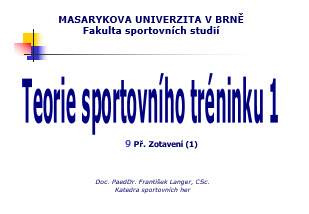 MASARYKOVA UNIVERZITA V BRNĚ
Fakulta sportovních studií
Teorie sportovního tréninku 1
9 Př. Zotaveni (1)
Doc. PaedDr. František Langer, CSc.
Katedra sportovních her